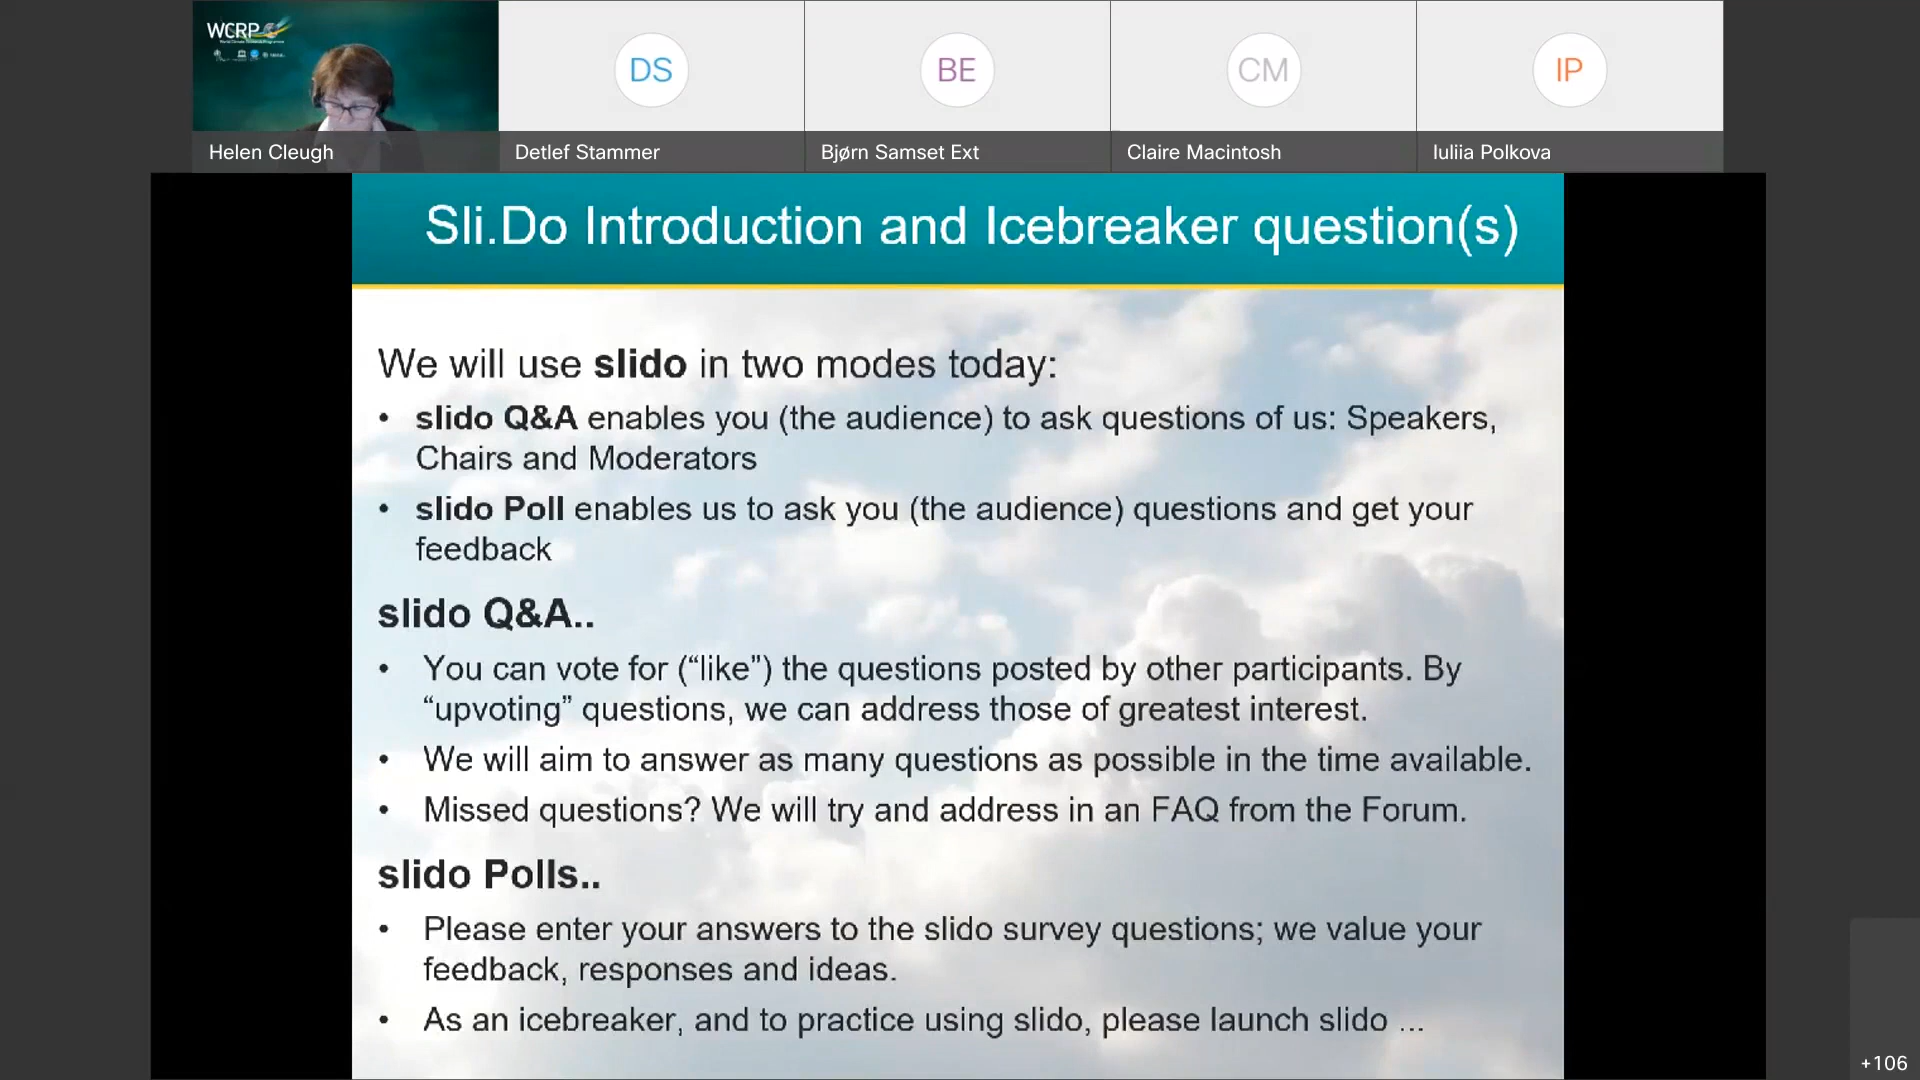 WCRP
DS
BE
CM
IP
Helen Cleugh
Detlef Stammer
Bjørn Samset Ext
Claire Macintosh
Iuliia Polkova
Sli.Do Introduction and Icebreaker question(s)
We will use slido in two modes today:
• slido Q&A enables you (the audience) to ask questions of us: Speakers,
Chairs and Moderators
• slido Poll enables us to ask you (the audience) questions and get your
feedback
slido Q&A..
• You can vote for (“like”) the questions posted by other participants. By
“upvoting” questions, we can address those of greatest interest.
• We will aim to answer as many questions as possible in the time available.
• Missed questions? We will try and address in an FAQ from the Forum.
slido Polls..
• Please enter your answers to the slido survey questions; we value your
feedback, responses and ideas.
• As an icebreaker, and to practice using slido, please launch slido ...
+106